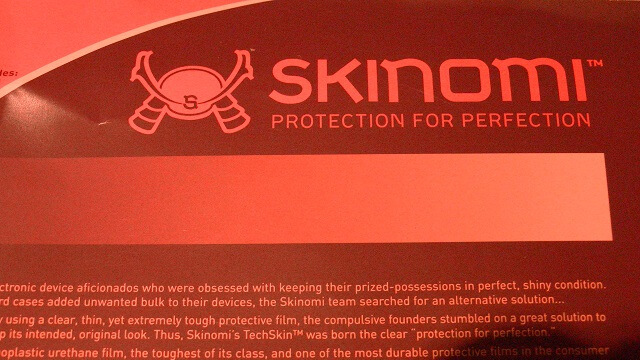 les:
S
SKINOMI™
PROTECTION FOR PERFECTION
ctronic device aficionados who were obsessed with keeping their prized-possessions in perfect, shiny condition.
rd cases added unwanted bulk to their devices, the Skinomi team searched for an alternative solution...
y using a clear, thin, yet extremely tough protective film, the compulsive founders stumbled on a great solution to
p its intended, original look. Thus, Skinomi's TechSkin™ was born the clear "protection for perfection."
oplastic urethane film, the toughest of its class, and one of the most durable protective films in the consumer